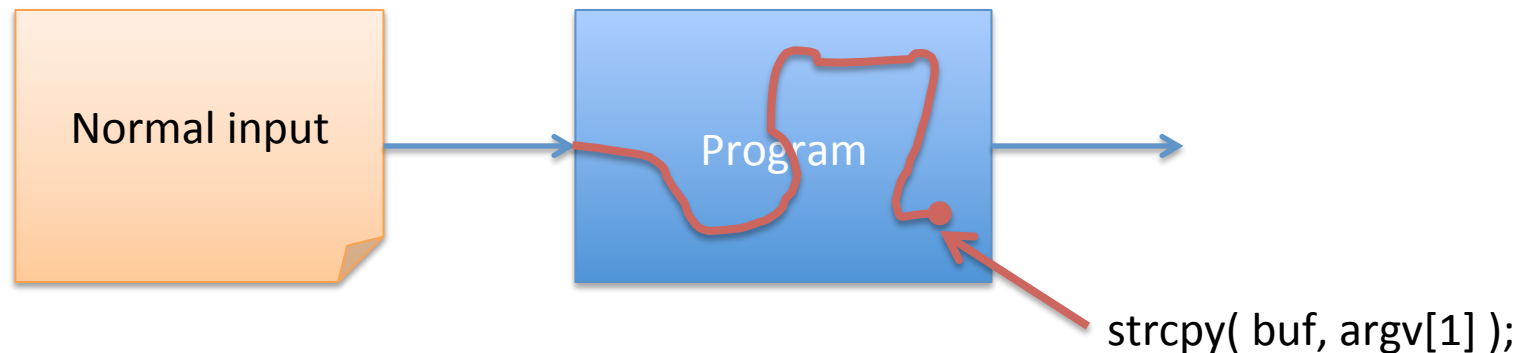 Normal input
Program
strcpy( buf, argv[1] );